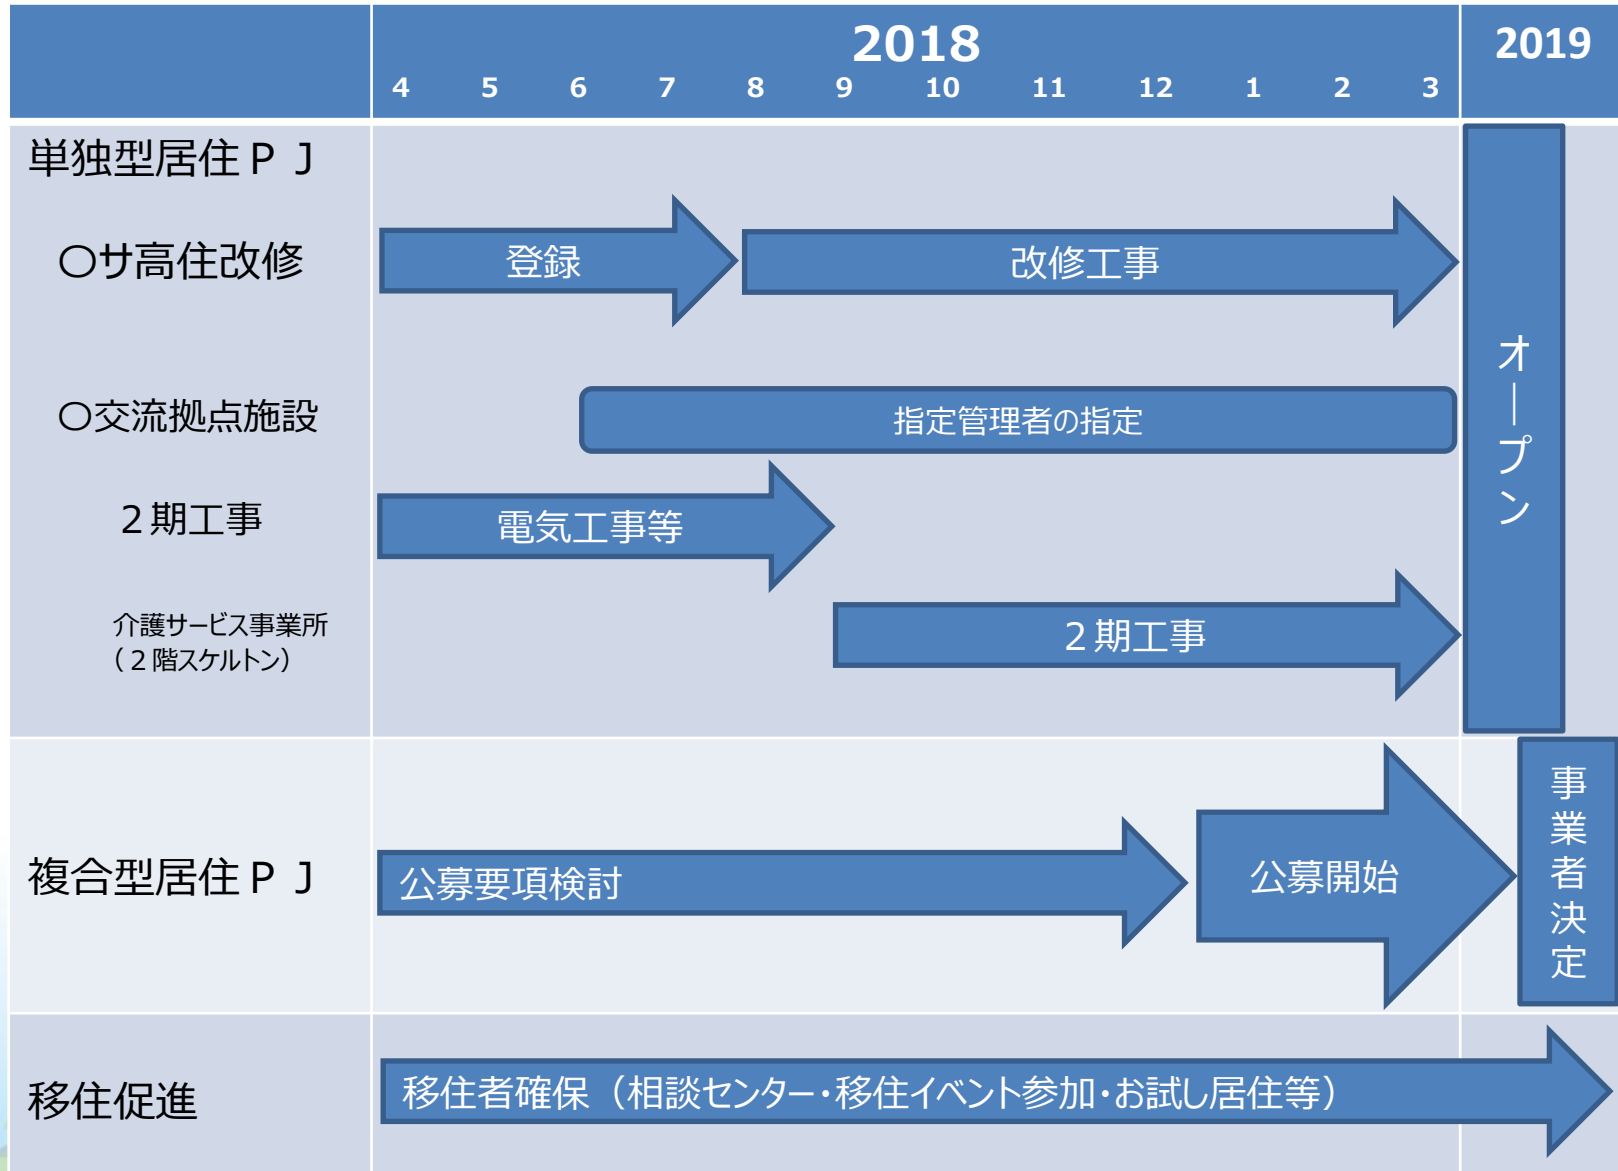 2018
2019
4 5 6 7 8 9 10 11 12 1 2 3
単独型居住ＰＪ
○サ高住改修
登録
改修工事
○交流拠点施設
指定管理者の指定
２期工事
電気工事等
介護サービス事業所
（２階スケルトン）
２期工事
オープン
複合型居住ＰＪ
公募要項検討
公募開始
事業者決定
移住促進
移住者確保（相談センター・移住イベント参加・お試し居住等）